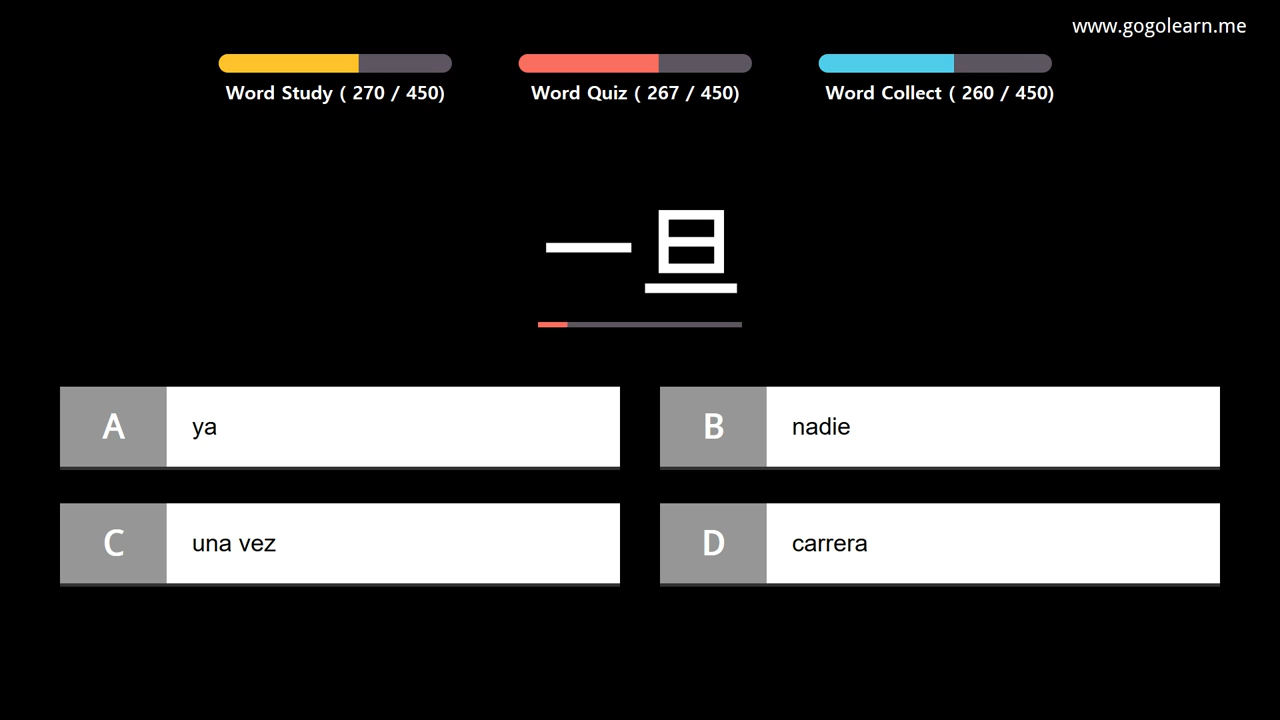 www.gogolearn.me
Word Study ( 270 / 450)
Word Quiz ( 267 / 450)
Word Collect ( 260 / 450)
一旦
A ya
B nadie
C una vez
D carrera